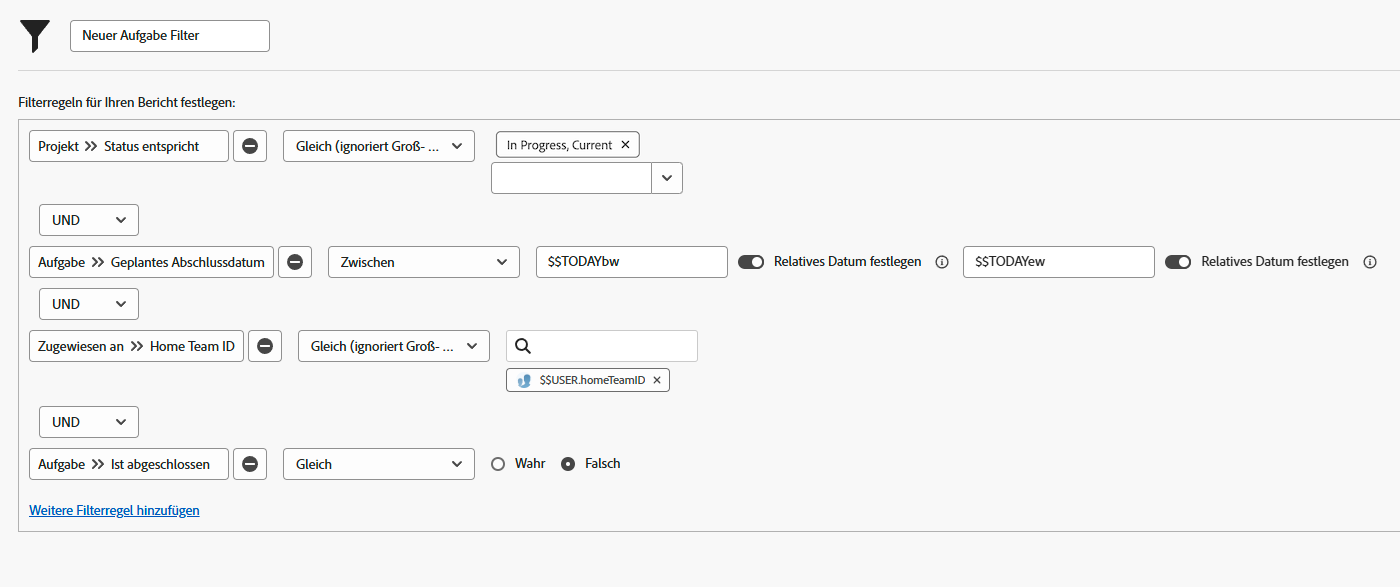 Neuer Aufgabe Filter
Filterregeln für Ihren Bericht festlegen:
Projekt >> Status entspricht Gleich (ignoriert Groß- ... In Progress, Current ✕
UND
Aufgabe >> Geplantes Abschlussdatum Zwischen $$TODAYbw Relatives Datum festlegen $$TODAYew Relatives Datum festlegen
UND
Zugewiesen an >> Home Team ID Gleich (ignoriert Groß- ...
$$USER.homeTeamID ✕
UND
Aufgabe >> Ist abgeschlossen Gleich Wahr Falsch
Weitere Filterregel hinzufügen